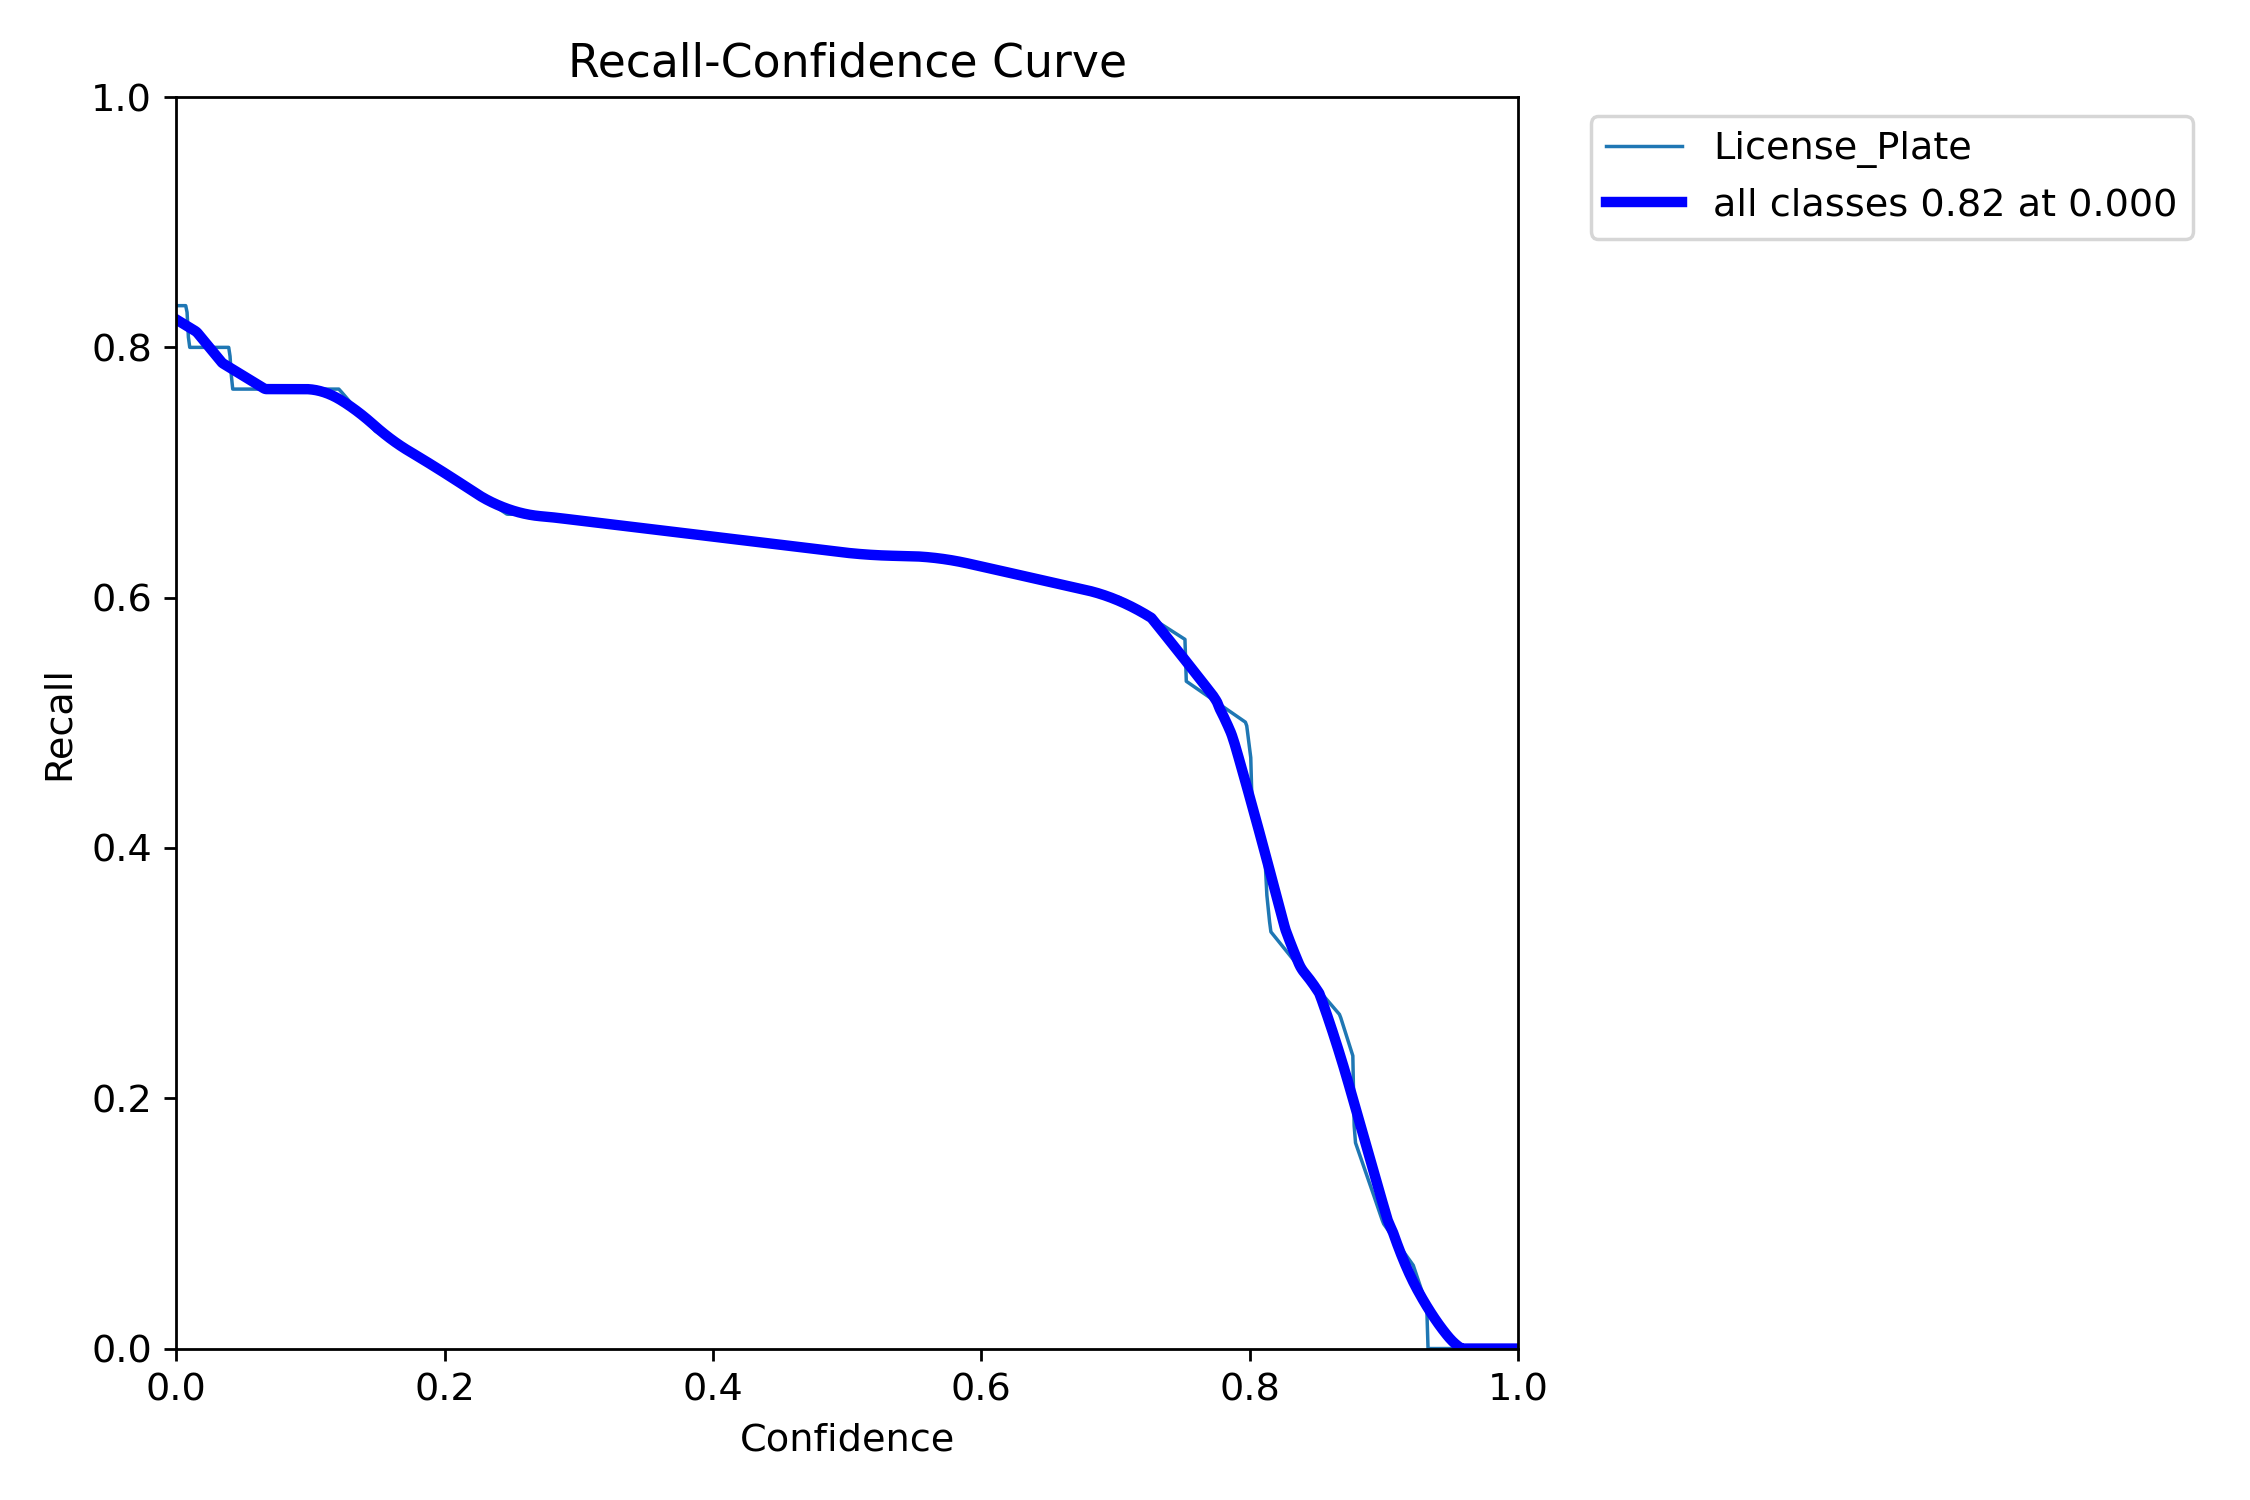 Recall-Confidence Curve
1.0
0.8
0.6
0.4
0.2
0.0
Recall
0.0 0.2 0.4 0.6 0.8 1.0
Confidence
License_Plate
all classes 0.82 at 0.000